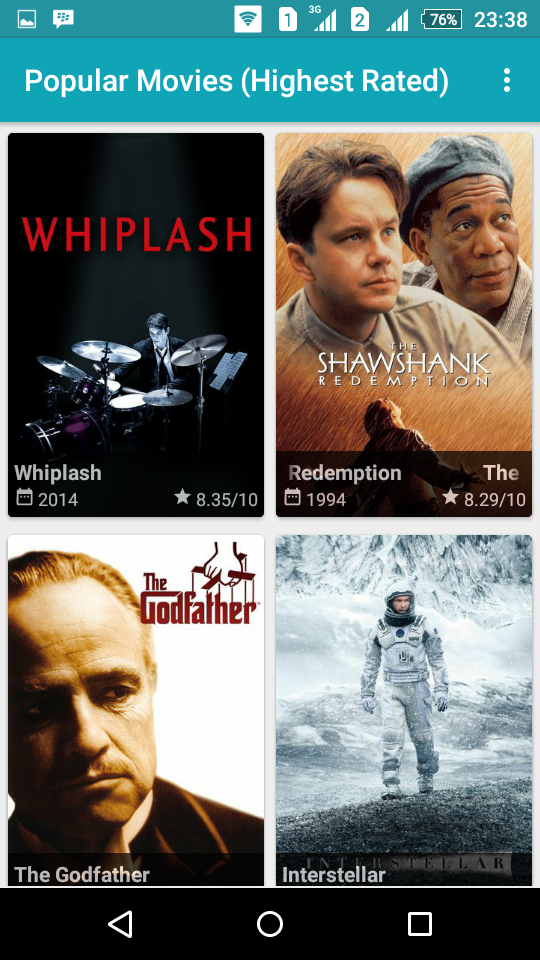 1 3G 2 76% 23:38
Popular Movies (Highest Rated)
WHIPLASH
Whiplash
2014 8.35/10
THE
SHAWSHANK
REDEMPTION
Redemption The
1994 8.29/10
The
Godfather
The Godfather
INTERSTELLAR
Interstellar